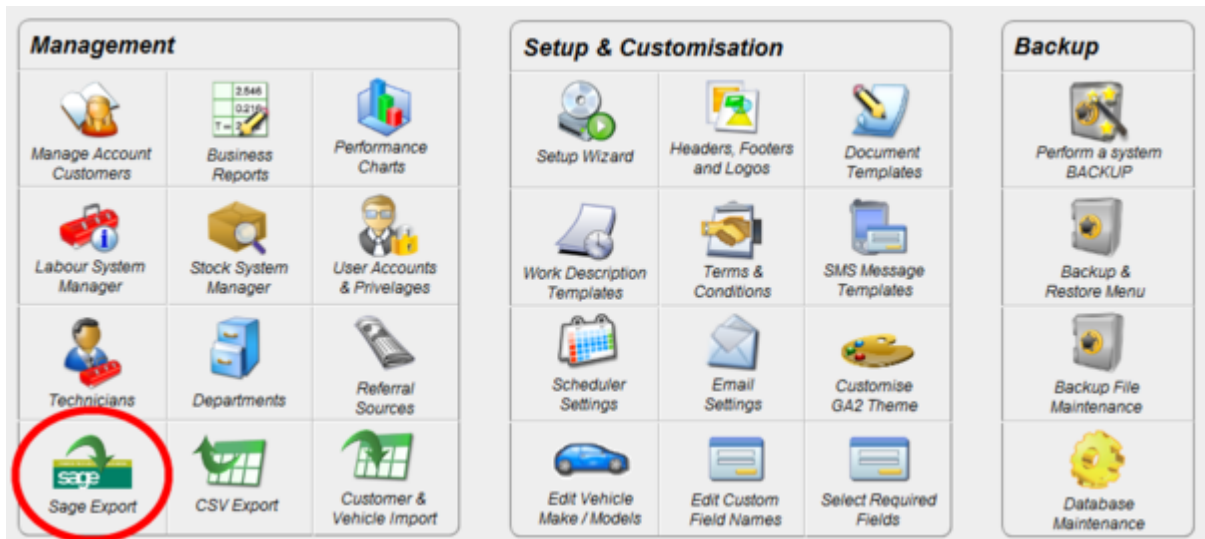 Management
Manage Account
Customers
2.546
0.216
T=
Business
Reports
Performance
Charts
Labour System
Manager
Stock System
Manager
User Accounts
& Privelages
Technicians
Departments
Referral
Sources
sage
Sage Export
CSV Export
Customer &
Vehicle Import
Setup & Customisation
Setup Wizard
Headers, Footers
and Logos
Document
Templates
Work Description
Templates
Terms &
Conditions
SMS Message
Templates
Scheduler
Settings
Email
Settings
Customise
GA2 Theme
Edit Vehicle
Make / Models
Edit Custom
Field Names
Select Required
Fields
Backup
Perform a system
BACKUP
Backup &
Restore Menu
Backup File
Maintenance
Database
Maintenance